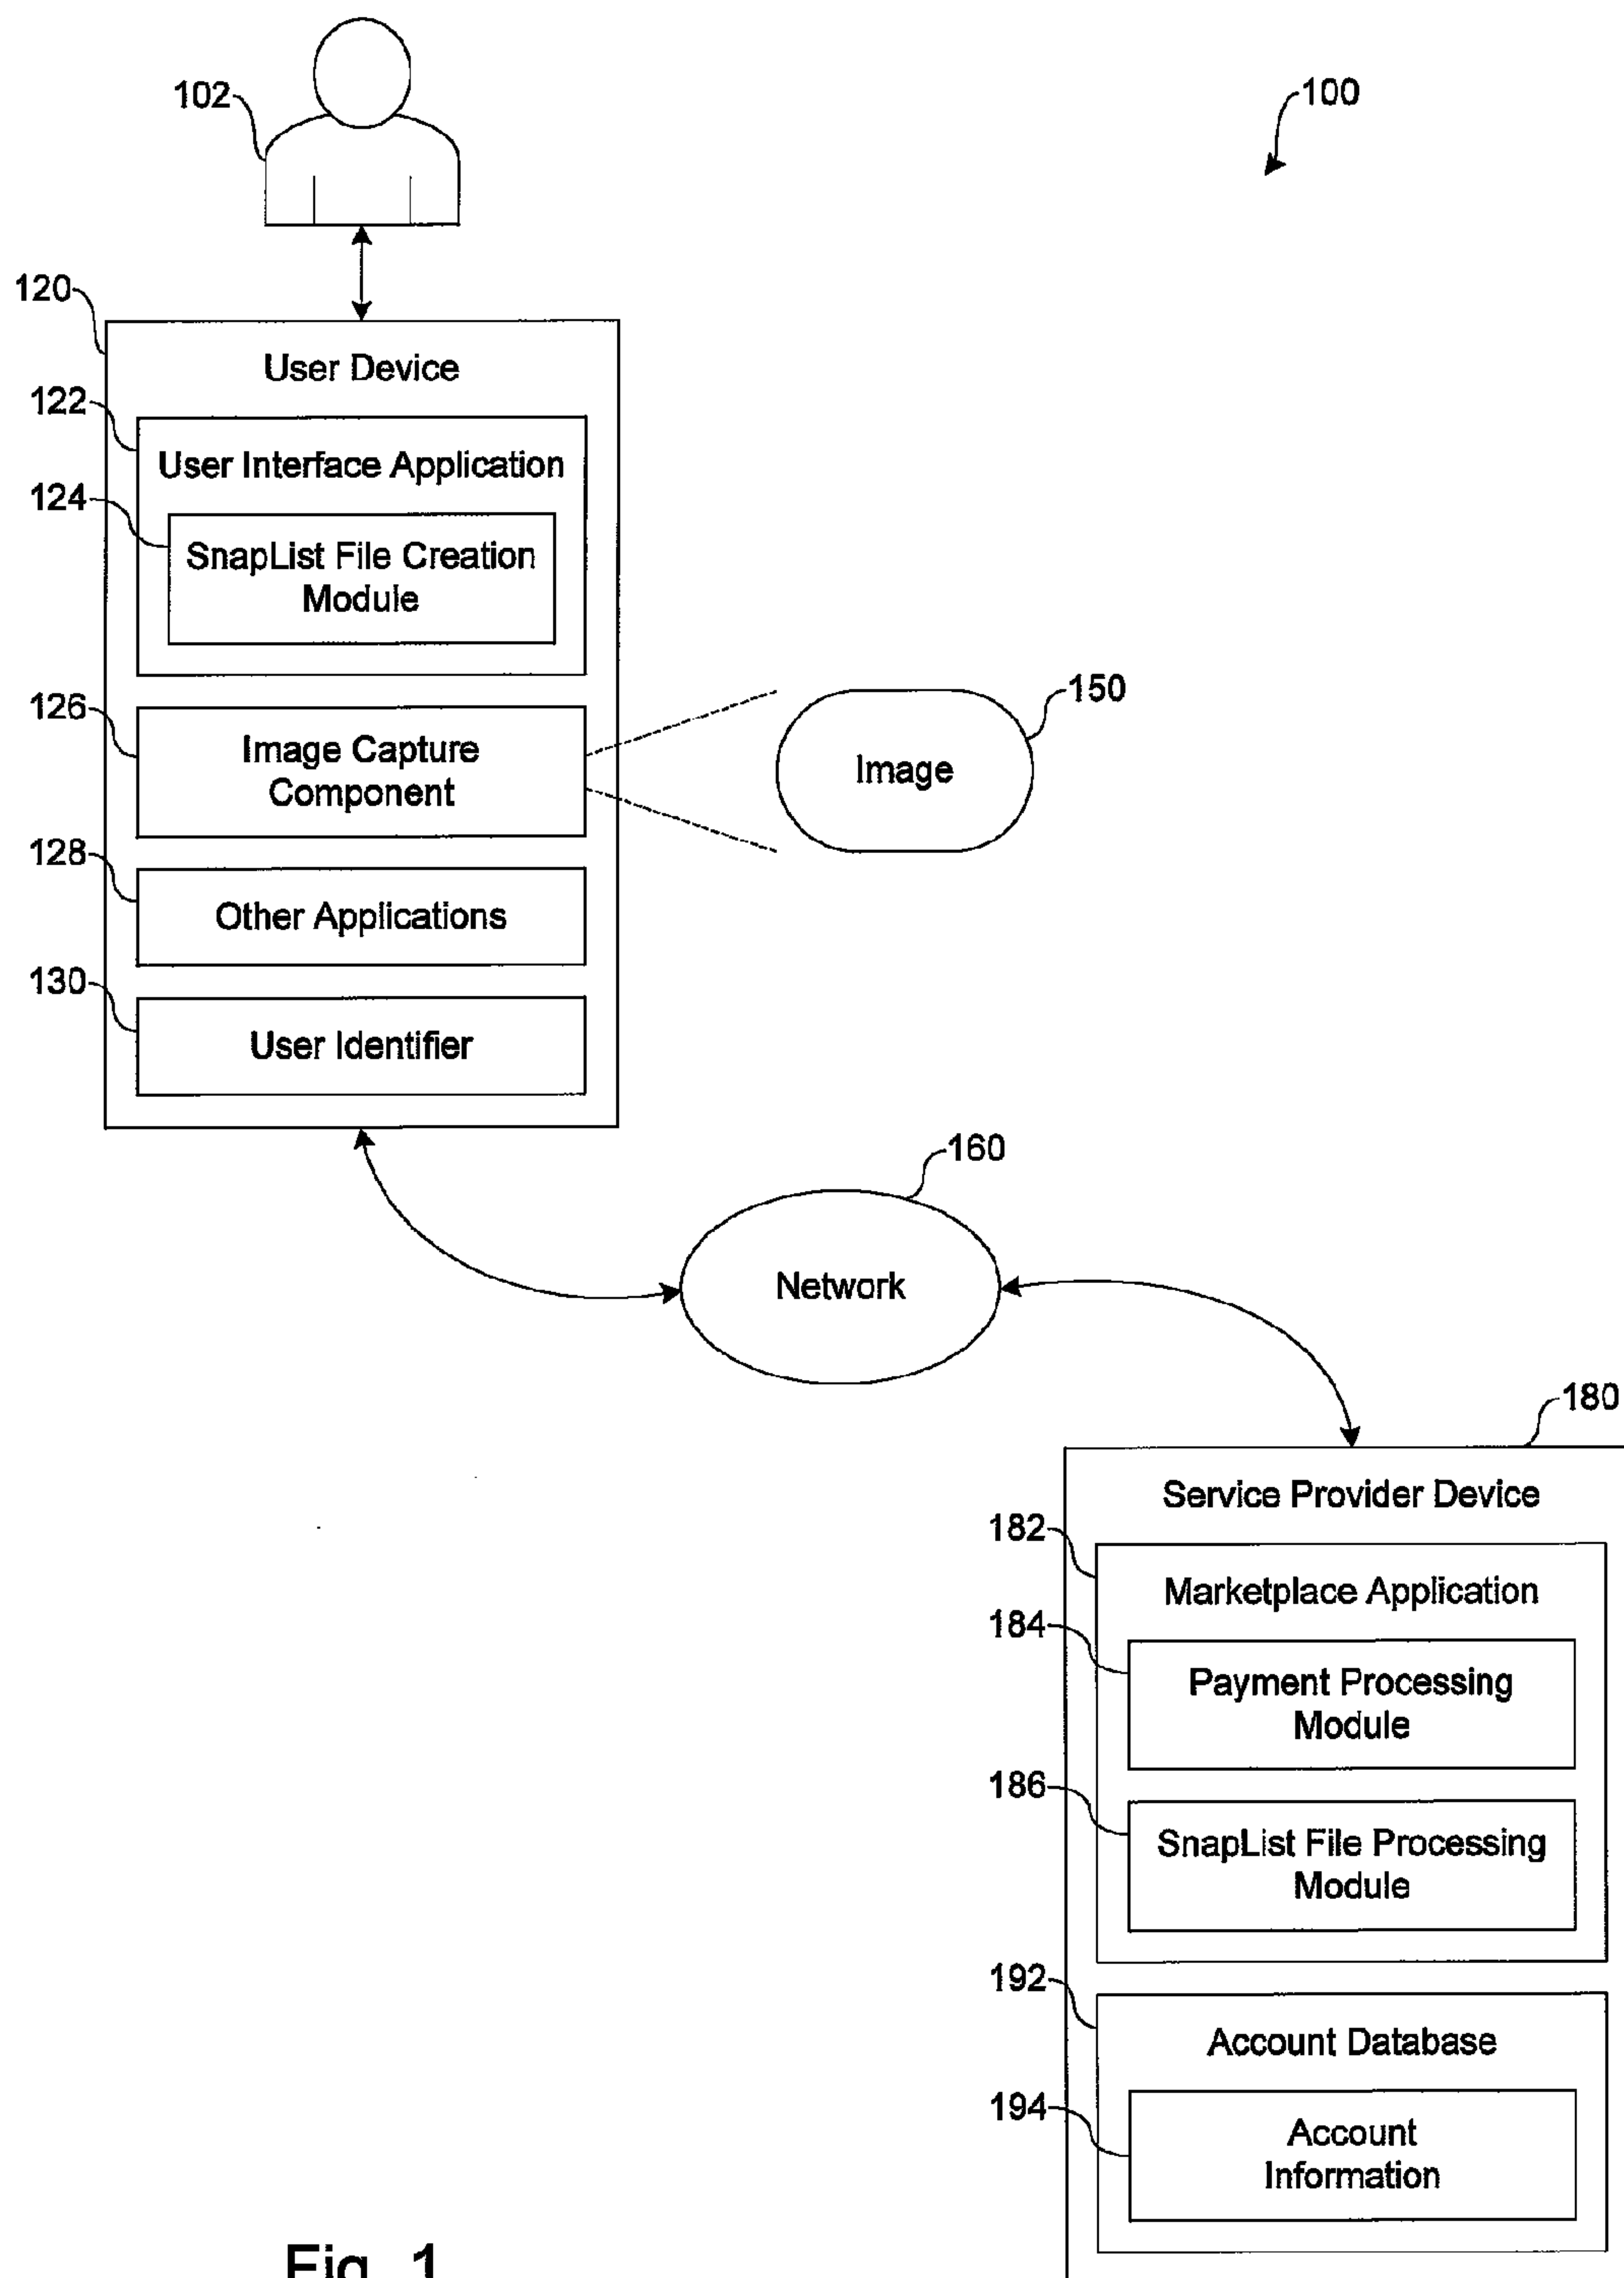 102
100
120
User Device
122
User Interface Application
124
SnapList File Creation
Module
126
Image Capture
Component
150
Image
128
Other Applications
130
User Identifier
160
Network
180
Service Provider Device
182
Marketplace Application
184
Payment Processing
Module
186
SnapList File Processing
Module
192
Account Database
194
Account
Information
Fig. 1